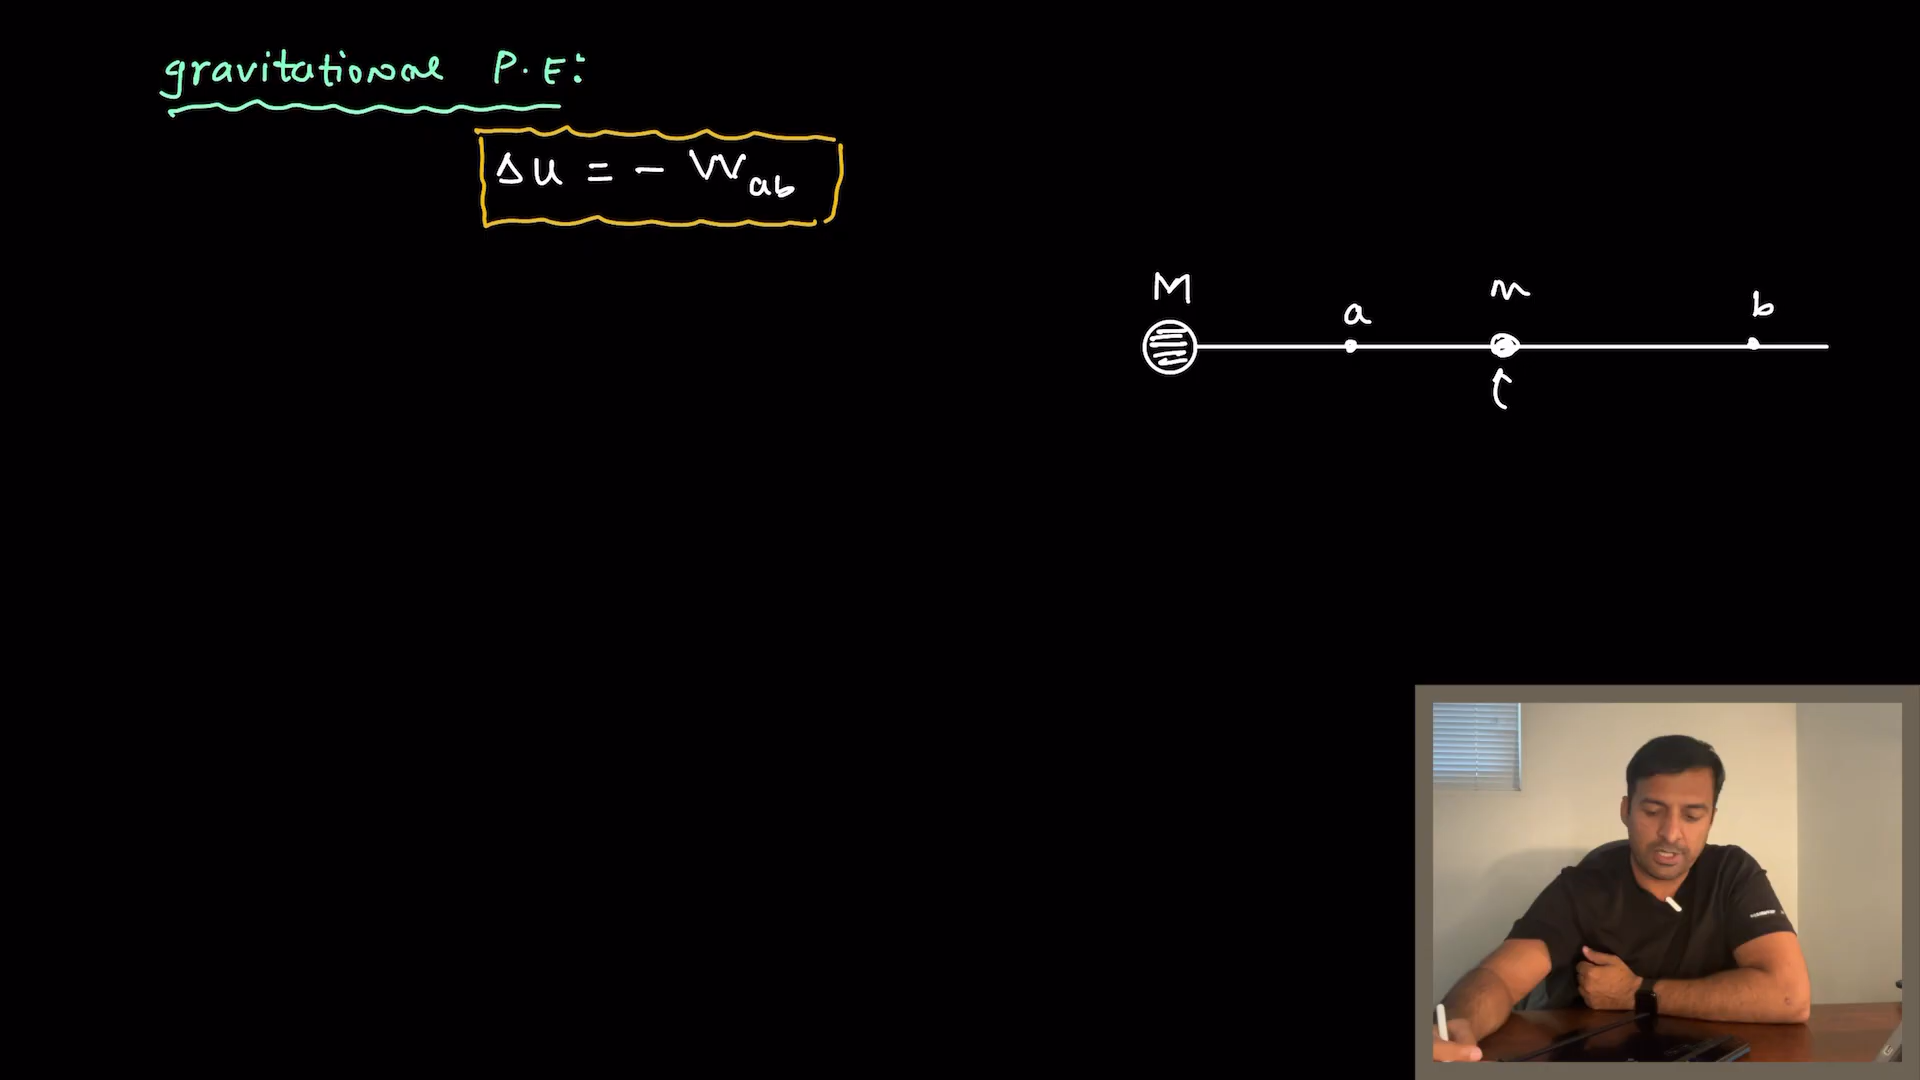 gravitational P.E:
Δu = - W_ab
M a m b